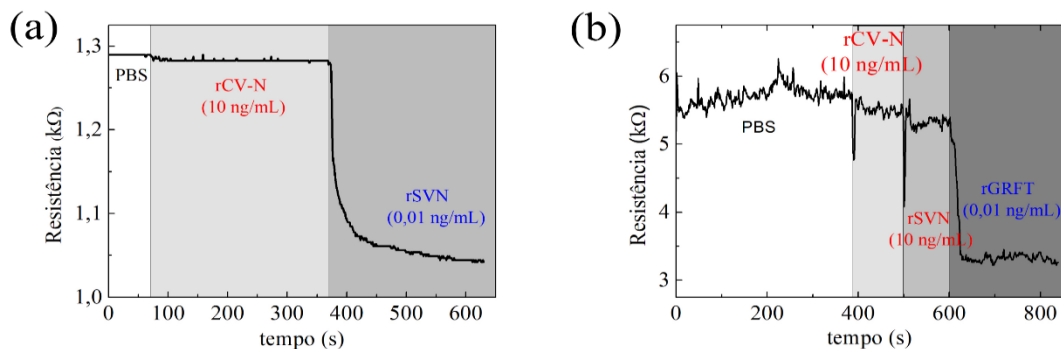 (a)
Resistência (kΩ)
1,3
1,2
1,1
1,0
PBS
rCV-N
(10 ng/mL)
rSVN
(0,01 ng/mL)
0 100 200 300 400 500 600
tempo (s)
(b)
Resistência (kΩ)
6
5
4
3
PBS
rCV-N
(10 ng/mL)
rSVN
(10 ng/mL)
rGRFT
(0,01 ng/mL)
0 200 400 600 800
tempo (s)